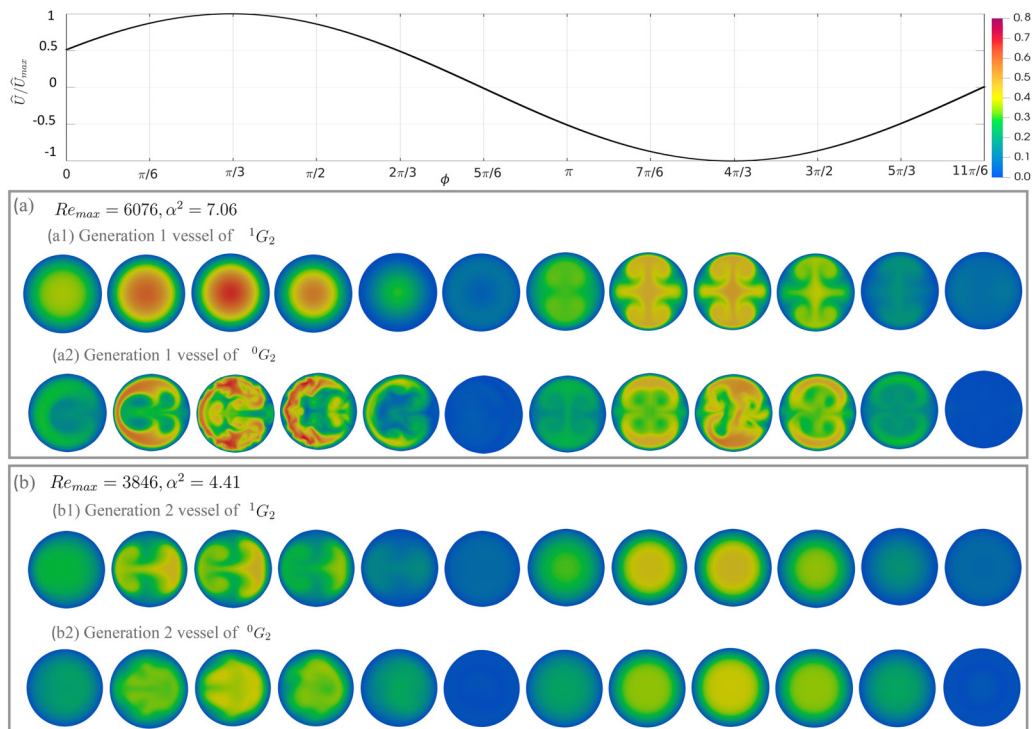 1
0.5
0
-0.5
-1
Û/Û_max
0 π/6 π/3 π/2 2π/3 5π/6 π 7π/6 4π/3 3π/2 5π/3 11π/6
ϕ
0.8
0.7
0.6
0.5
0.4
0.3
0.2
0.1
0.0
(a) Re_max = 6076, α² = 7.06
(a1) Generation 1 vessel of ¹G₂
(a2) Generation 1 vessel of ⁰G₂
(b) Re_max = 3846, α² = 4.41
(b1) Generation 2 vessel of ¹G₂
(b2) Generation 2 vessel of ⁰G₂